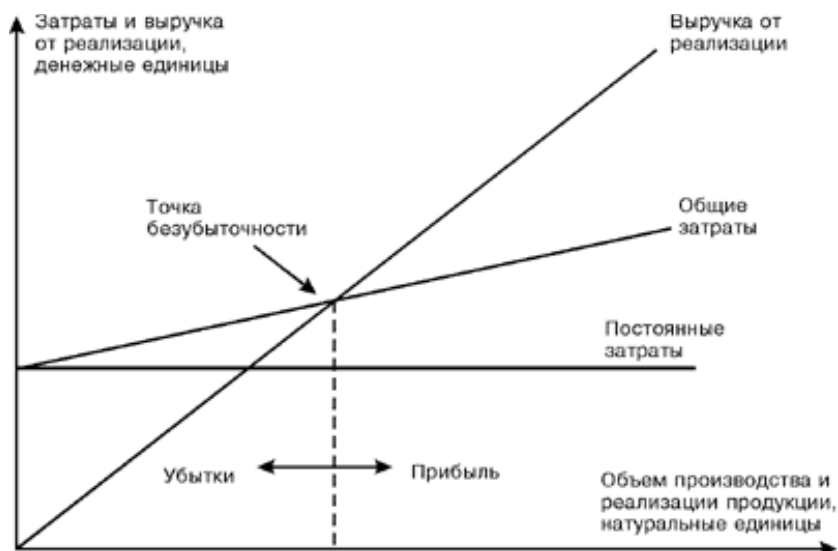 Затраты и выручка
от реализации,
денежные единицы
Выручка от
реализации
Точка
безубыточности
Общие
затраты
Постоянные
затраты
Убытки
Прибыль
Объем производства и
реализации продукции,
натуральные единицы